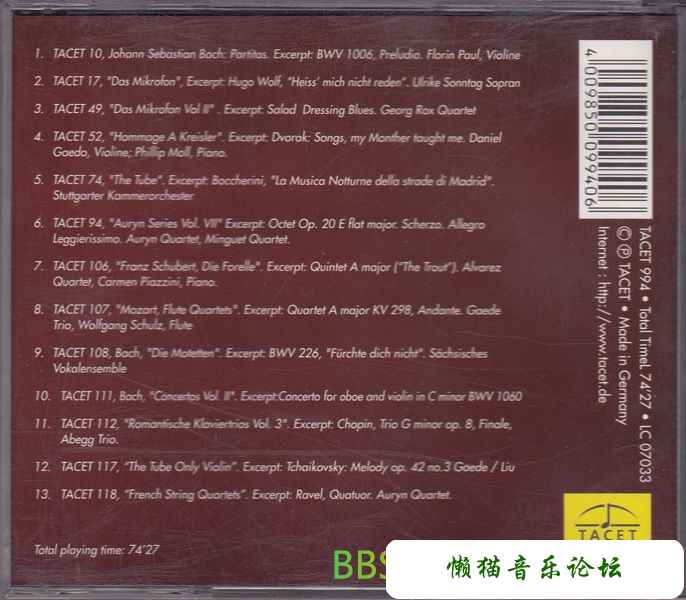 1. TACET 10, Johann Sebastian Bach: Partitas. Excerpt: BWV 1006, Preludio. Florin Paul, Violine
2. TACET 17, "Das Mikrofon", Excerpt: Hugo Wolf, "Heiss' mich nicht reden". Ulrike Sonntag Sopran
3. TACET 49, "Das Mikrofon Vol II" . Excerpt: Salad Dressing Blues. Georg Rox Quartet
4. TACET 52, "Hommage A Kreisler". Excerpt: Dvorak: Songs, my Monther taught me. Daniel
Gaedo, Violine; Phillip Moll, Piano.
5. TACET 74, "The Tube". Excerpt: Boccherini, "La Musica Notturne della strade di Madrid".
Stuttgarter Kammerorchester
6. TACET 94, "Auryn Series Vol. VII" Excerpt: Octet Op. 20 E flat major. Scherzo. Allegro
Leggierissimo. Auryn Quartet, Minguet Quartet.
7. TACET 106, "Franz Schubert, Die Forelle". Excerpt: Quintet A major ("The Trout"). Alvarez
Quartet, Carmen Piazzini, Piano.
8. TACET 107, "Mozart, Flute Quartets". Excerpt: Quartet A major KV 298, Andante. Gaede
Trio, Wolfgang Schulz, Flute
9. TACET 108, Bach, "Die Motetten". Excerpt: BWV 226, "Fürchte dich nicht". Sächsisches
Vokalensemble
10. TACET 111, Bach, "Concertos Vol. II". Excerpt:Concerto for oboe and violin in C minor BWV 1060
11. TACET 112, "Romantische Klaviertrios Vol. 3". Excerpt: Chopin, Trio G minor op. 8, Finale,
Abegg Trio.
12. TACET 117, "The Tube Only Violin". Excerpt: Tchaikovsky: Melody op. 42 no.3 Gaede / Liu
13. TACET 118, "French String Quartets". Excerpt: Ravel, Quatuor. Auryn Quartet.
Total playing time: 74'27
4 009850 099406
TACET 994 • Total TimeL 74'27 • LC 07033
© ℗ TACET • Made in Germany
Internet : http://www.tacet.de
TACET
BBS
懒猫音乐论坛